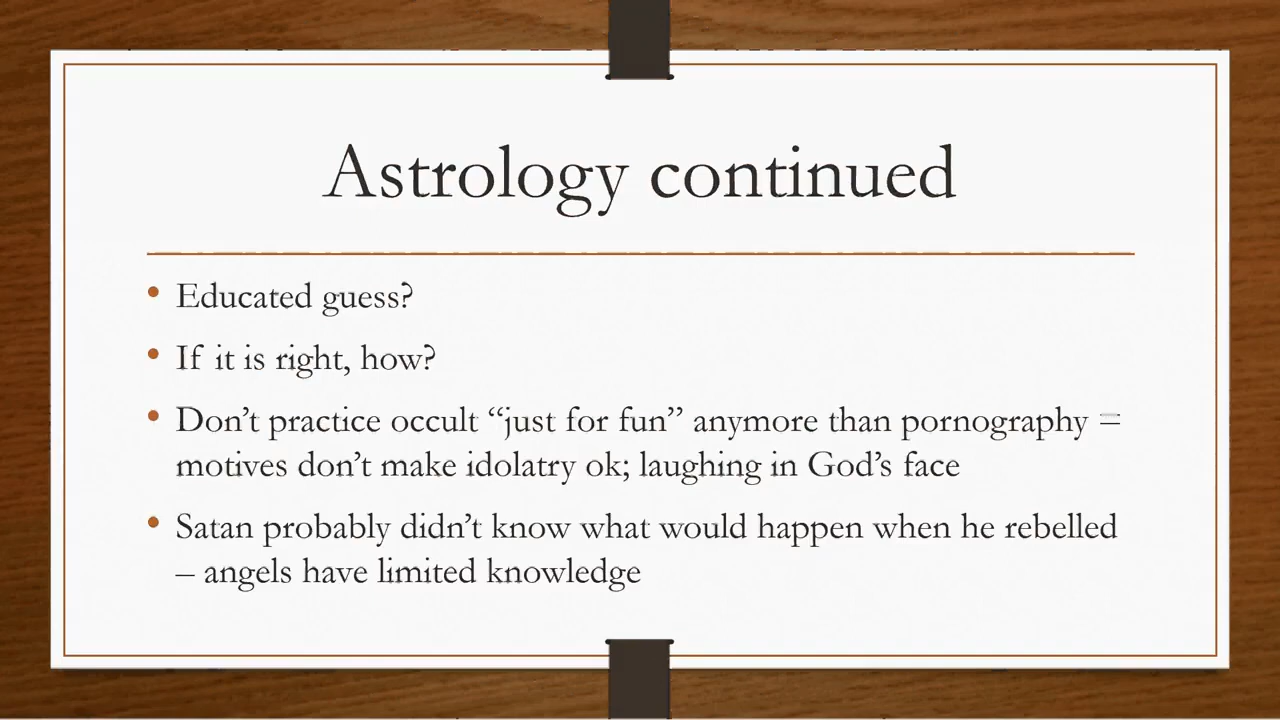 Astrology continued
• Educated guess?
• If it is right, how?
• Don’t practice occult “just for fun” anymore than pornography =
motives don’t make idolatry ok; laughing in God’s face
• Satan probably didn’t know what would happen when he rebelled
– angels have limited knowledge